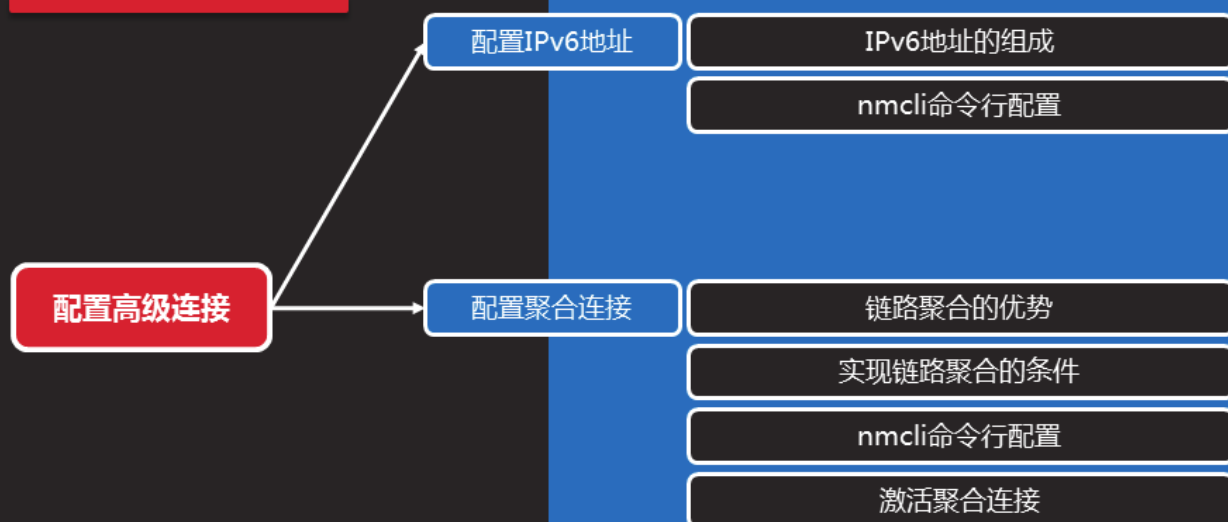 配置IPv6地址
IPv6地址的组成
nmcli命令行配置
配置高级连接
配置聚合连接
链路聚合的优势
实现链路聚合的条件
nmcli命令行配置
激活聚合连接